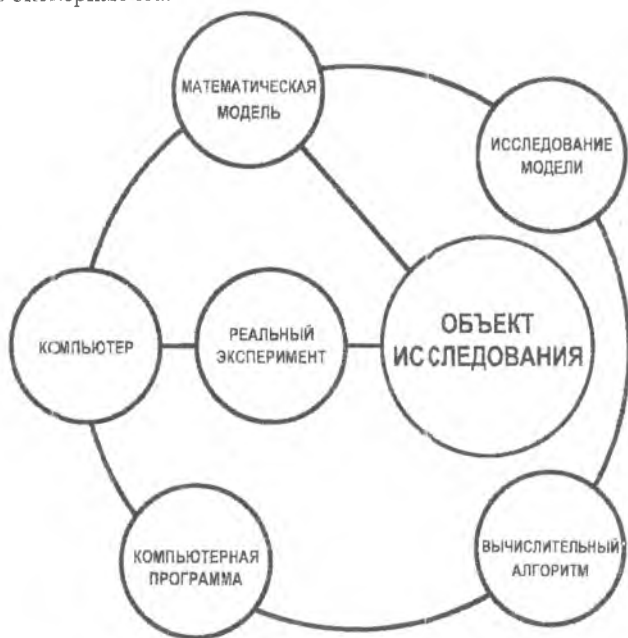 МАТЕМАТИЧЕСКАЯ
МОДЕЛЬ
ИССЛЕДОВАНИЕ
МОДЕЛИ
ОБЪЕКТ
ИССЛЕДОВАНИЯ
РЕАЛЬНЫЙ
ЭКСПЕРИМЕНТ
КОМПЬЮТЕР
КОМПЬЮТЕРНАЯ
ПРОГРАММА
ВЫЧИСЛИТЕЛЬНЫЙ
АЛГОРИТМ